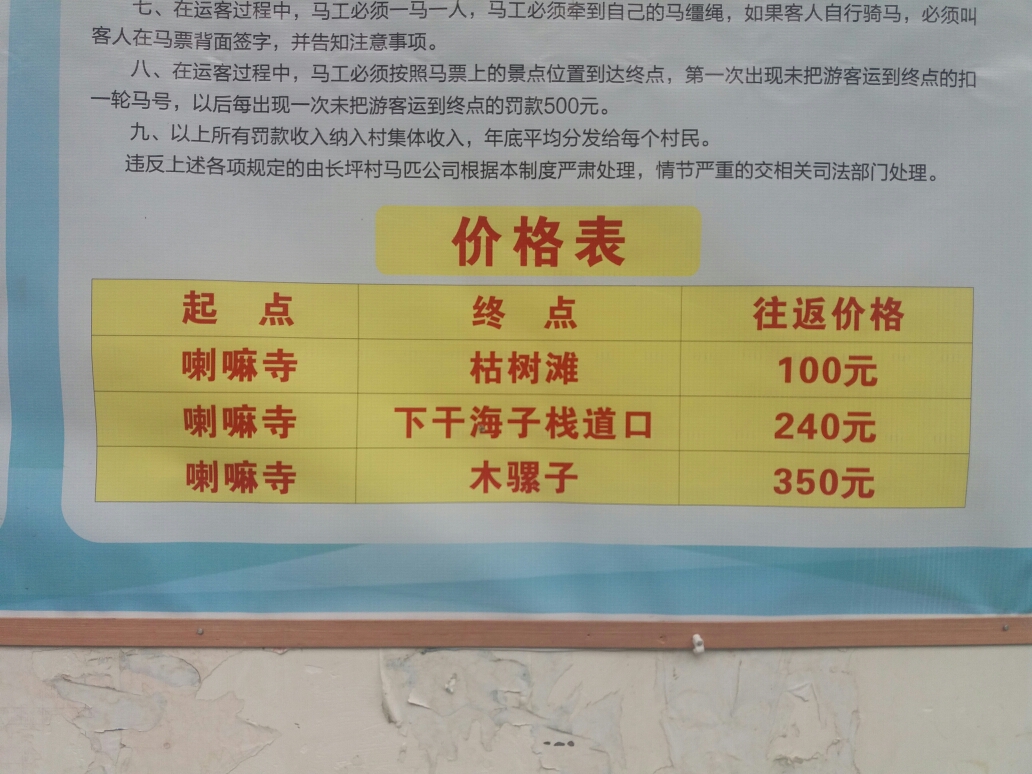 七、在运客过程中，马工必须一马一人，马工必须牵到自己的马缰绳，如果客人自行骑马，必须叫
客人在马票背面签字，并告知注意事项。
八、在运客过程中，马工必须按照马票上的景点位置到达终点，第一次出现未把游客运到终点的扣
一轮马号，以后每出现一次未把游客运到终点的罚款500元。
九、以上所有罚款收入纳入村集体收入，年底平均分发给每个村民。
违反上述各项规定的由长坪村马匹公司根据本制度严肃处理，情节严重的交相关司法部门处理。
价格表
起 点 终 点 往返价格
喇嘛寺 枯树滩 100元
喇嘛寺 下干海子栈道口 240元
喇嘛寺 木骡子 350元